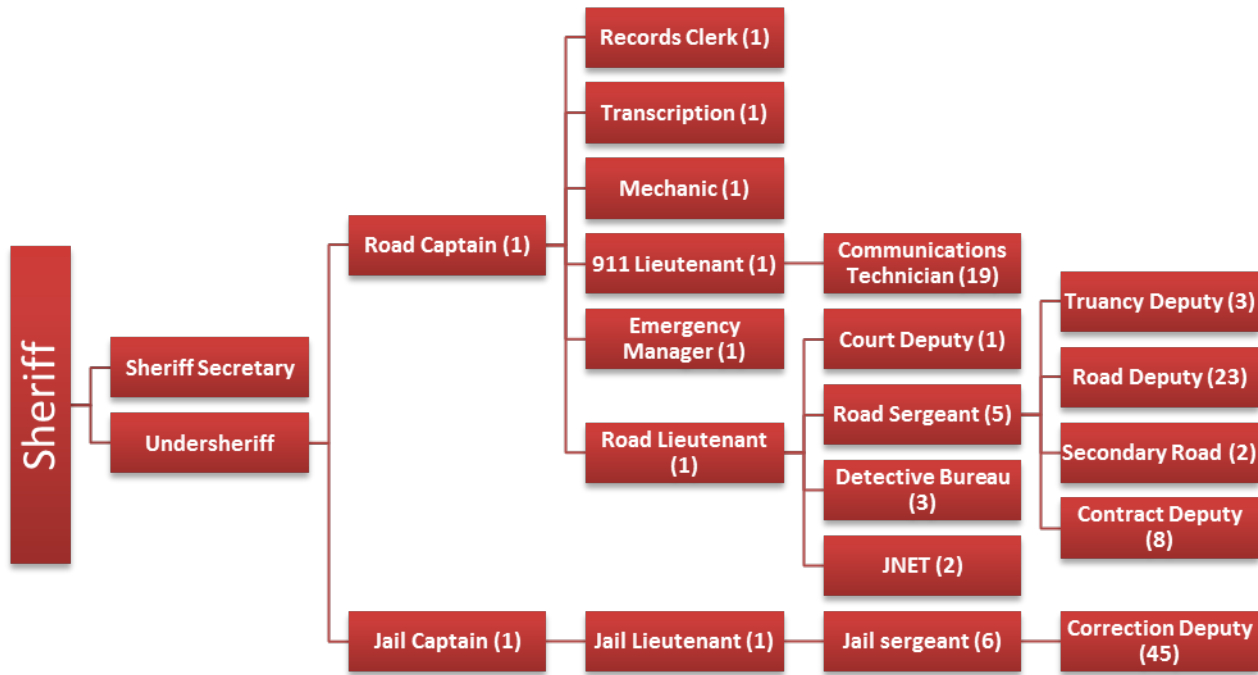 Sheriff
Sheriff Secretary
Undersheriff
Road Captain (1)
Records Clerk (1)
Transcription (1)
Mechanic (1)
911 Lieutenant (1)
Communications
Technician (19)
Emergency
Manager (1)
Road Lieutenant
(1)
Court Deputy (1)
Road Sergeant (5)
Truancy Deputy (3)
Road Deputy (23)
Secondary Road (2)
Contract Deputy
(8)
Detective Bureau
(3)
JNET (2)
Jail Captain (1)
Jail Lieutenant (1)
Jail sergeant (6)
Correction Deputy
(45)